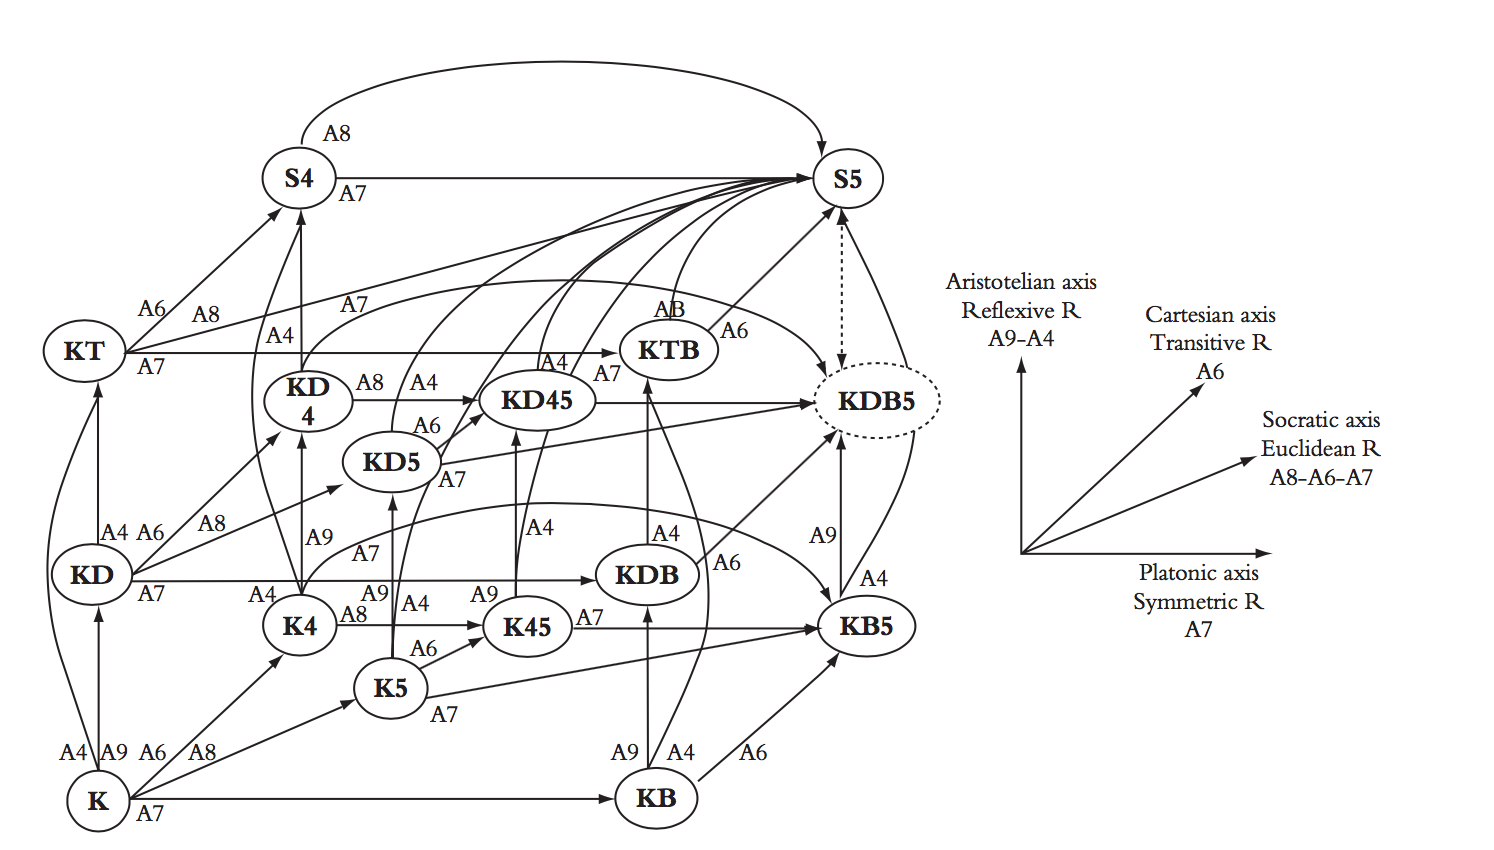 A8
S4
A7
S5
Aristotelian axis
Reflexive R
A9–A4
Cartesian axis
Transitive R
A6
Socratic axis
Euclidean R
A8–A6–A7
Platonic axis
Symmetric R
A7
A6
A8
A7
A4
AB
A6
KT
A7
KTB
A4
A7
KD
4
A8
A4
KD45
KDB5
A6
KD5
A7
A4
A6
A8
A9
A7
A4
A4
A6
A9
KD
A7
KDB
A4
A9
A4
A9
A4
K4
A8
K45
A7
KB5
A6
K5
A7
A4
A9
A6
A8
A9
A4
A6
K
A7
KB